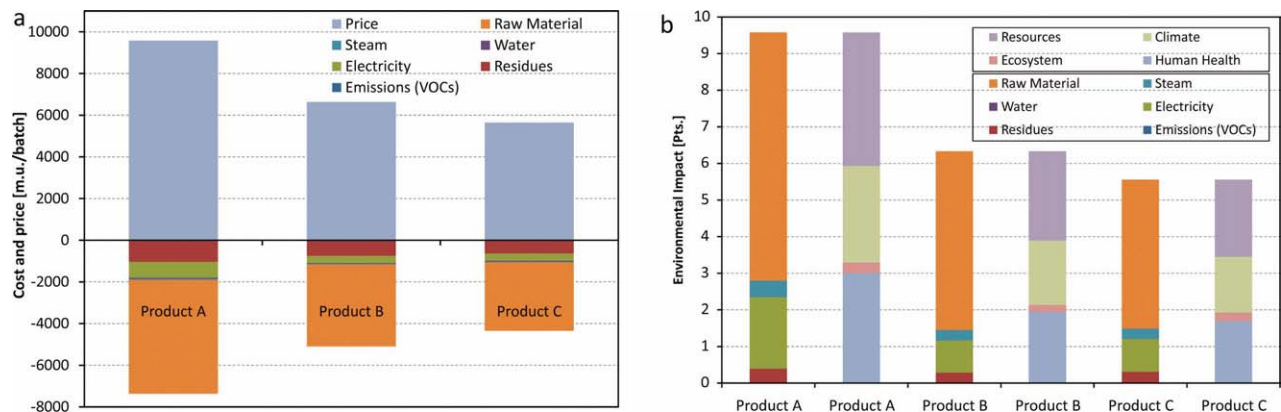 a
Cost and price [m.u./batch]
10000
8000
6000
4000
2000
0
-2000
-4000
-6000
-8000
Price Raw Material
Steam Water
Electricity Residues
Emissions (VOCs)
Product A Product B Product C
b
Environmental Impact [Pts.]
10
9
8
7
6
5
4
3
2
1
0
Resources Climate
Ecosystem Human Health
Raw Material Steam
Water Electricity
Residues Emissions (VOCs)
Product A Product A Product B Product B Product C Product C